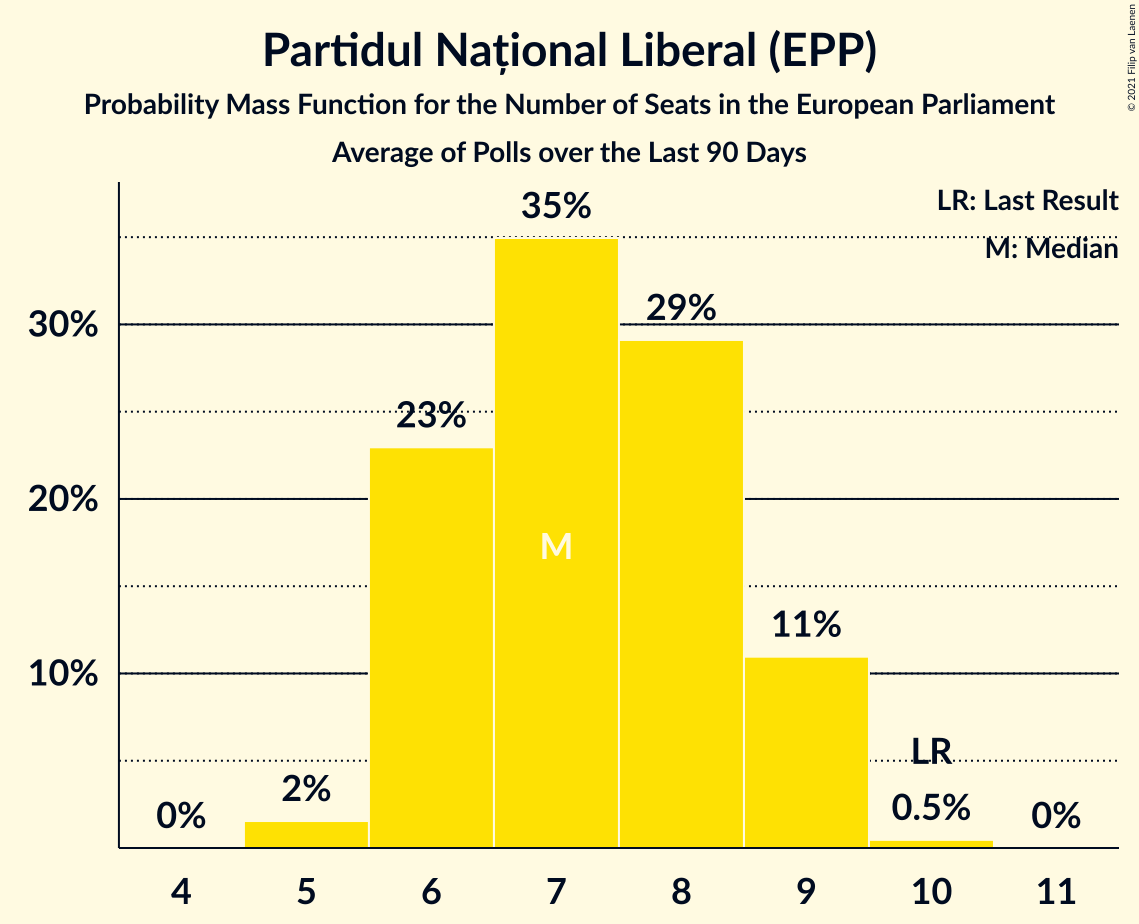 Partidul Național Liberal (EPP)
Probability Mass Function for the Number of Seats in the European Parliament
Average of Polls over the Last 90 Days
© 2021 Filip van Laenen
LR: Last Result
M: Median
35%
29%
23%
11%
2%
0.5%
0%
0%
M
LR
30%
20%
10%
4 5 6 7 8 9 10 11